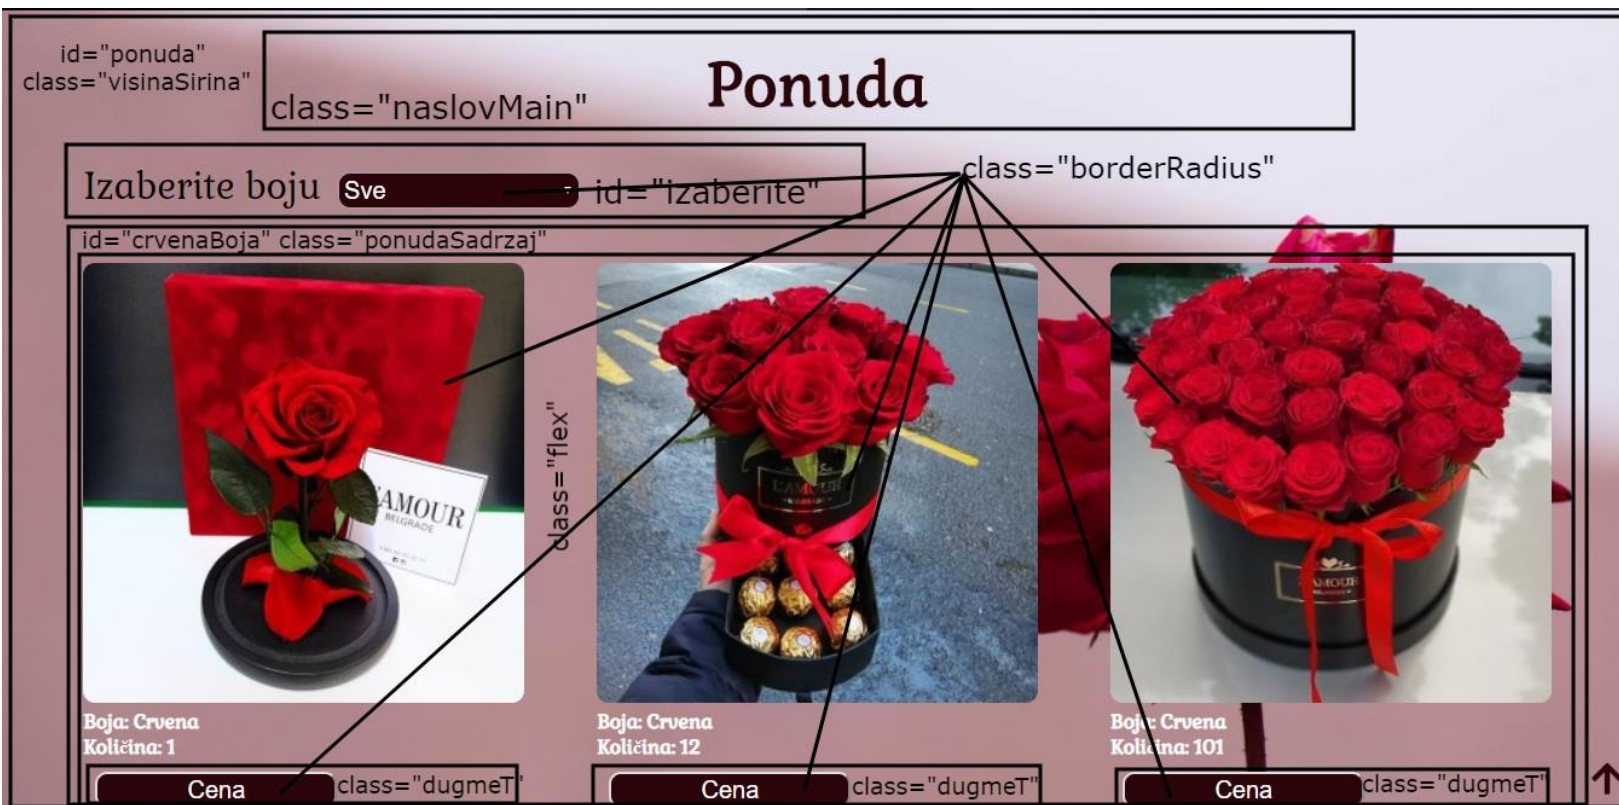 id="ponuda"
class="visinaSirina"
class="naslovMain"
Ponuda
Izaberite boju
Sve
id="izaberite"
class="borderRadius"
id="crvenaBoja" class="ponudaSadrzaj"
class="flex"
L'AMOUR
BELGRADE
L'AMOUR
L'AMOUR
Boja: Crvena
Količina: 1
Boja: Crvena
Količina: 12
Boja: Crvena
Količina: 101
Cena
class="dugmeT"
Cena
class="dugmeT"
Cena
class="dugmeT"